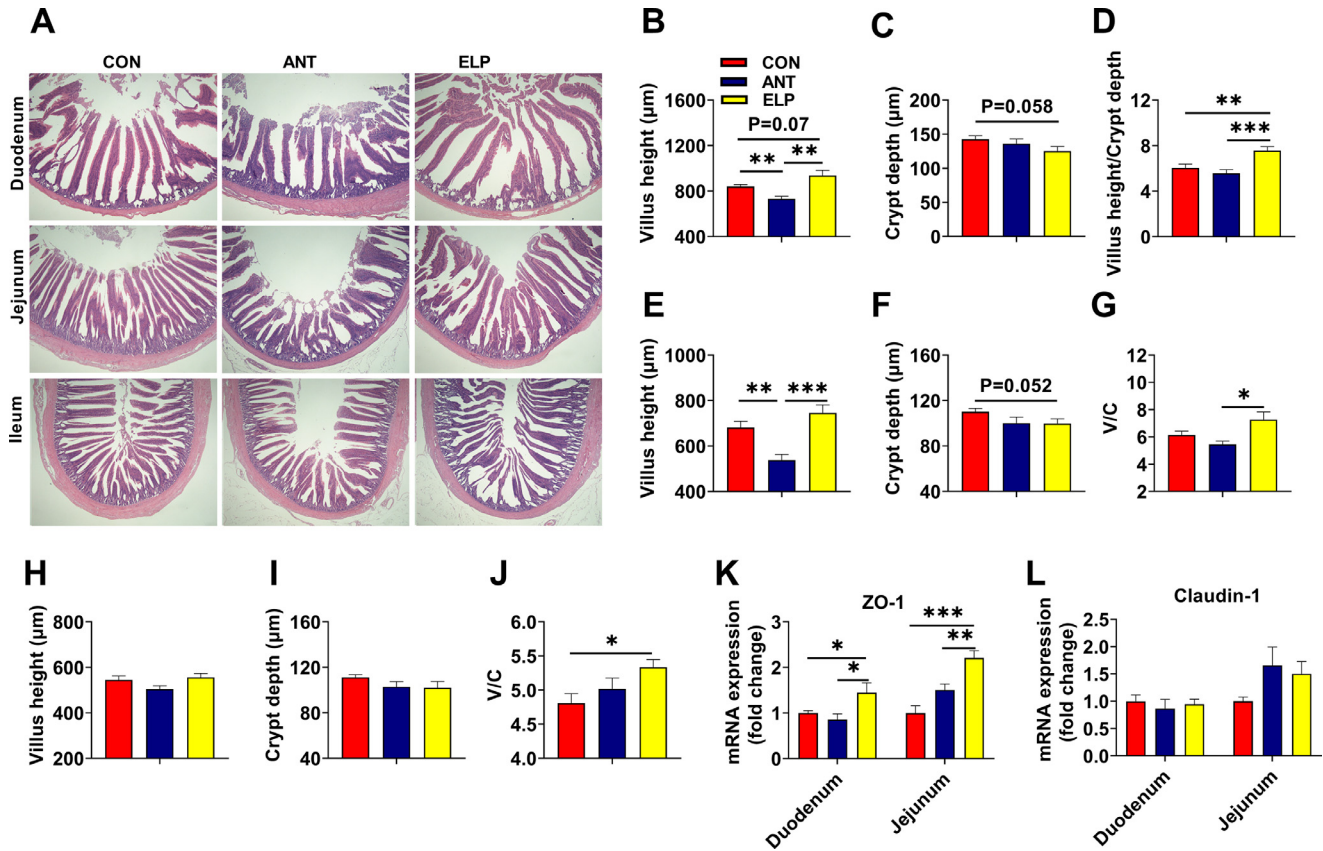 A
CON
ANT
ELP
Duodenum
Jejunum
Ileum
B
CON
ANT
ELP
Villus height (μm)
1600
1200
800
400
P=0.07
**
**
C
Crypt depth (μm)
200
150
100
50
0
P=0.058
D
Villus height/Crypt depth
12
8
4
0
**
***
E
Villus height (μm)
1000
800
600
400
**
***
F
Crypt depth (μm)
160
120
80
40
P=0.052
G
V/C
12
10
8
6
4
2
*
H
Villus height (μm)
800
600
400
200
I
Crypt depth (μm)
160
120
80
40
J
V/C
6.0
5.5
5.0
4.5
4.0
*
K
ZO-1
mRNA expression
(fold change)
3
2
1
0
*
*
***
**
Duodenum
Jejunum
L
Claudin-1
mRNA expression
(fold change)
2.5
2.0
1.5
1.0
0.5
0.0
Duodenum
Jejunum